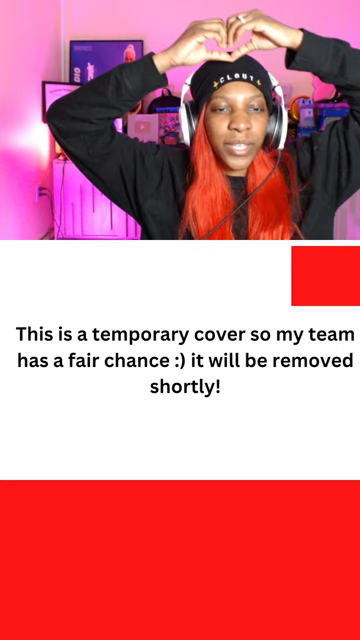 CLOUT
This is a temporary cover so my team
has a fair chance :) it will be removed
shortly!